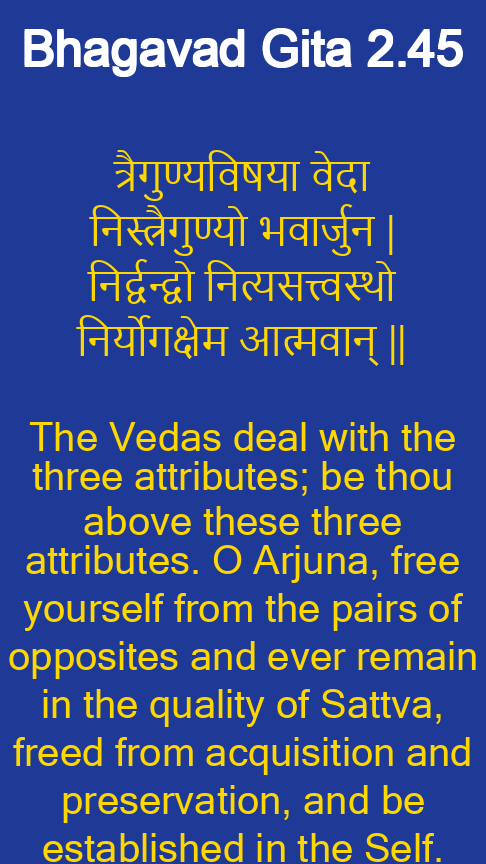 Bhagavad Gita 2.45
त्रैगुण्यविषया वेदा
निस्त्रैगुण्यो भवार्जुन |
निर्द्वन्द्वो नित्यसत्त्वस्थो
निर्योगक्षेम आत्मवान् ||
The Vedas deal with the
three attributes; be thou
above these three
attributes. O Arjuna, free
yourself from the pairs of
opposites and ever remain
in the quality of Sattva,
freed from acquisition and
preservation, and be
established in the Self.